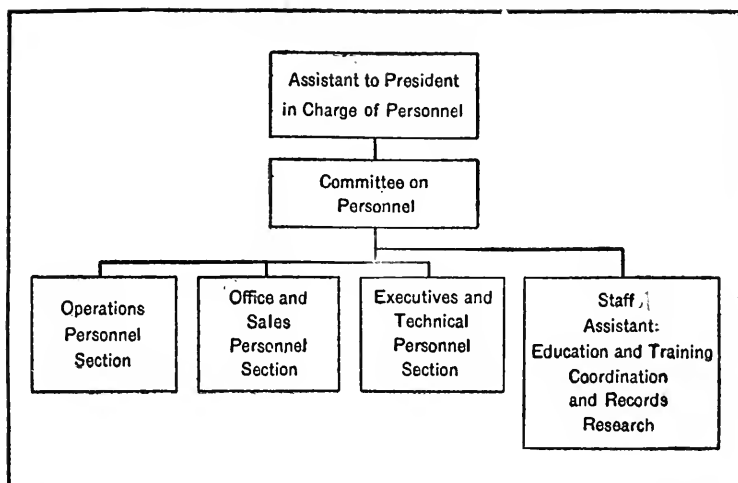 Assistant to President
in Charge of Personnel
Committee on
Personnel
Operations
Personnel
Section
Office and
Sales
Personnel
Section
Executives and
Technical
Personnel
Section
Staff
Assistant:
Education and Training
Coordination
and Records
Research